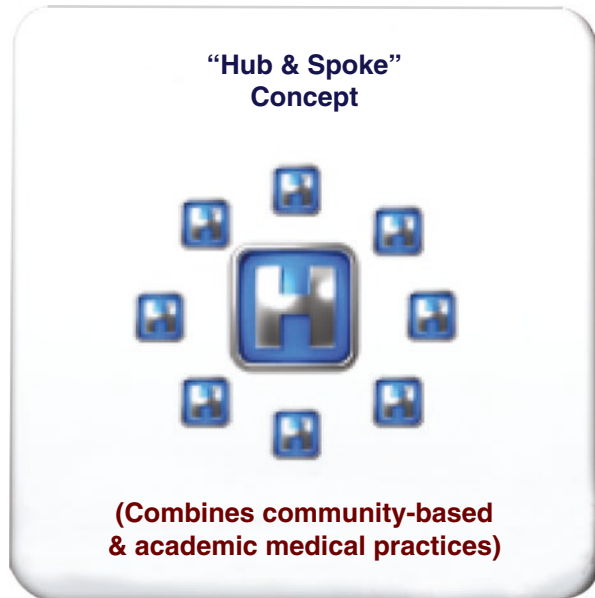 “Hub & Spoke”
Concept
H
H H
H
H H
H H
H
(Combines community-based
& academic medical practices)